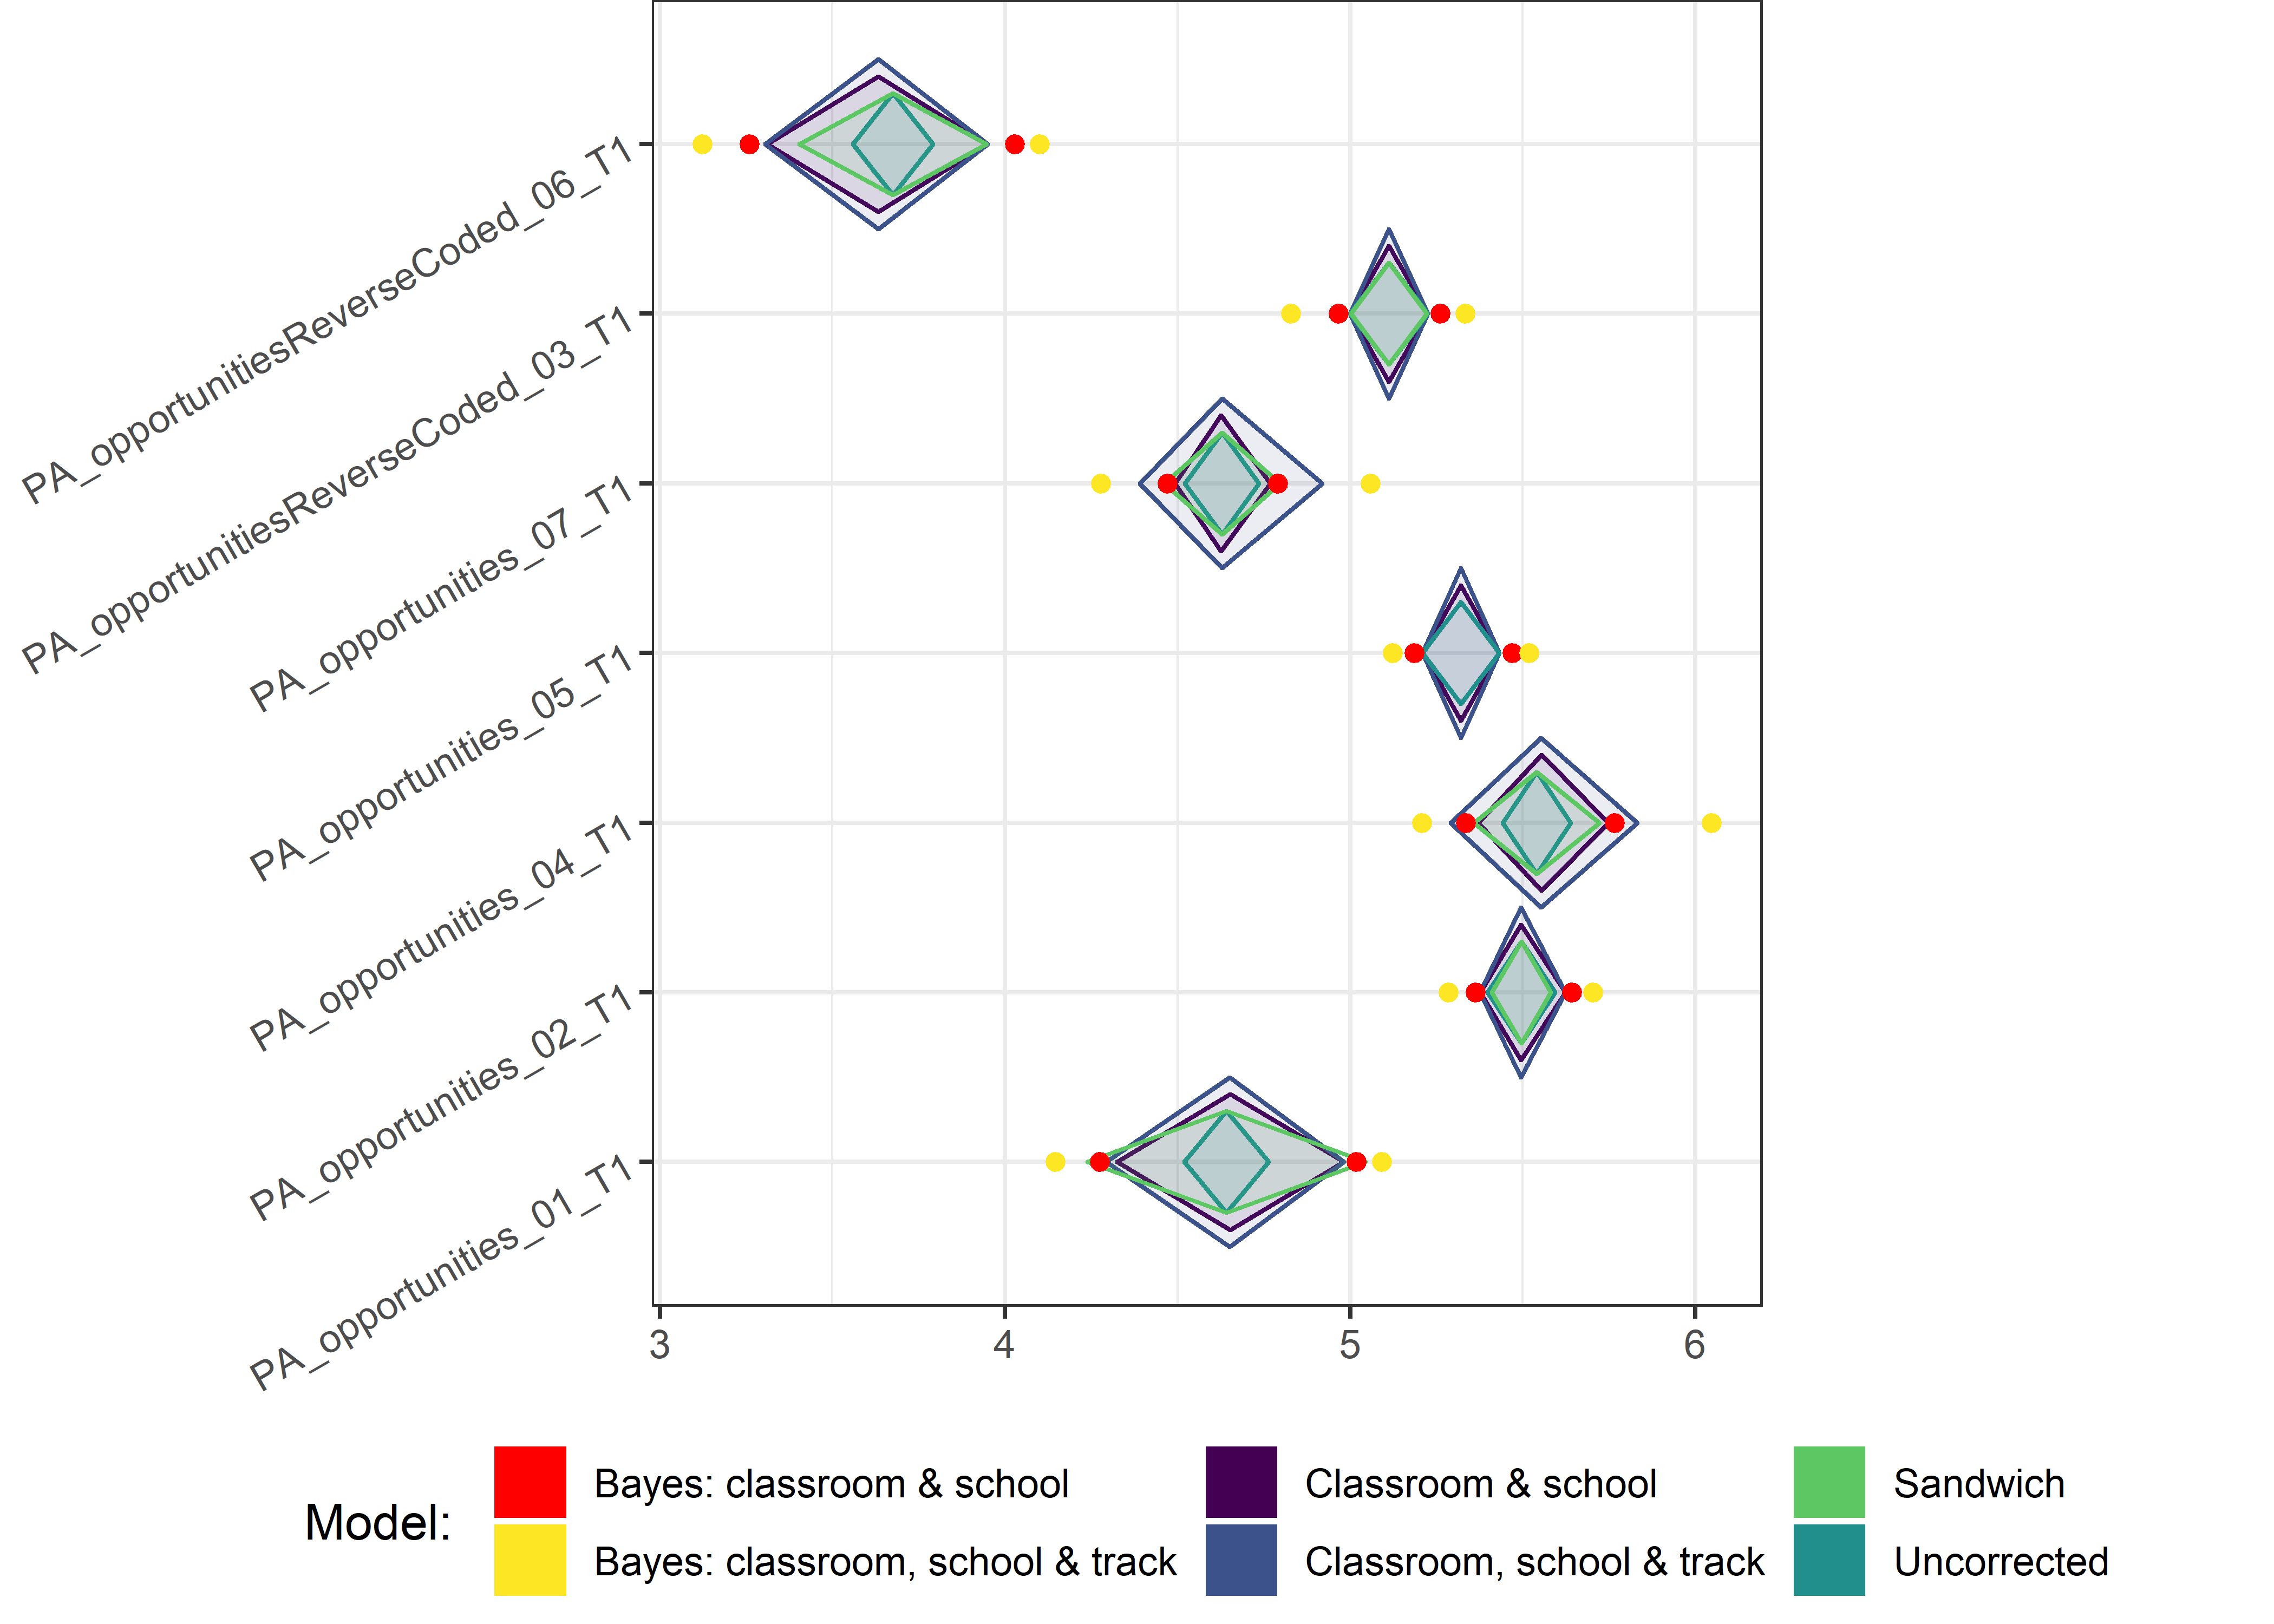 PA_opportunitiesReverseCoded_06_T1
PA_opportunitiesReverseCoded_03_T1
PA_opportunities_07_T1
PA_opportunities_05_T1
PA_opportunities_04_T1
PA_opportunities_02_T1
PA_opportunities_01_T1
3 4 5 6
Model:
Bayes: classroom & school
Classroom & school
Sandwich
Bayes: classroom, school & track
Classroom, school & track
Uncorrected